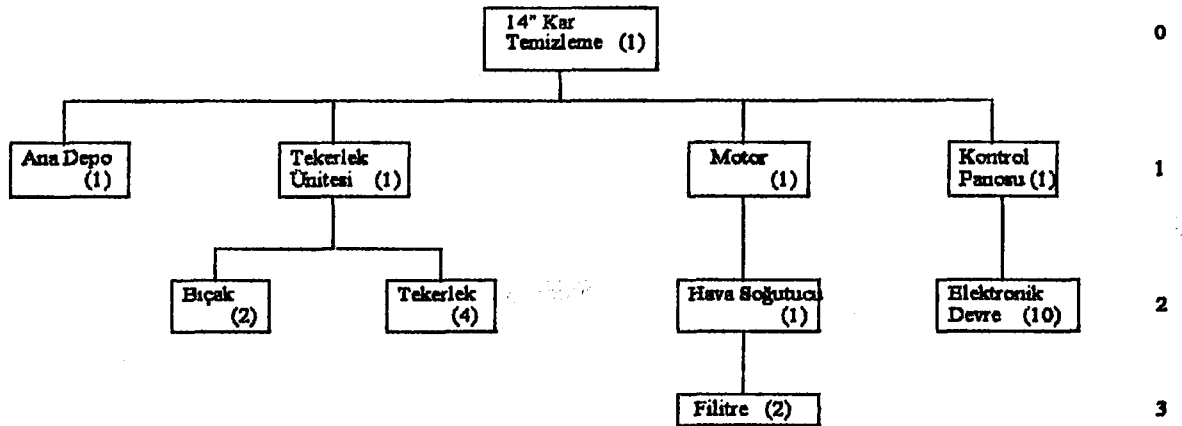 14" Kar
Temizleme (1)
0
Ana Depo
(1)
Tekerlek
Ünitesi (1)
Motor
(1)
Kontrol
Panosu (1)
1
Bıçak
(2)
Tekerlek
(4)
Hava Soğutucu
(1)
Elektronik
Devre (10)
2
Filitre (2)
3